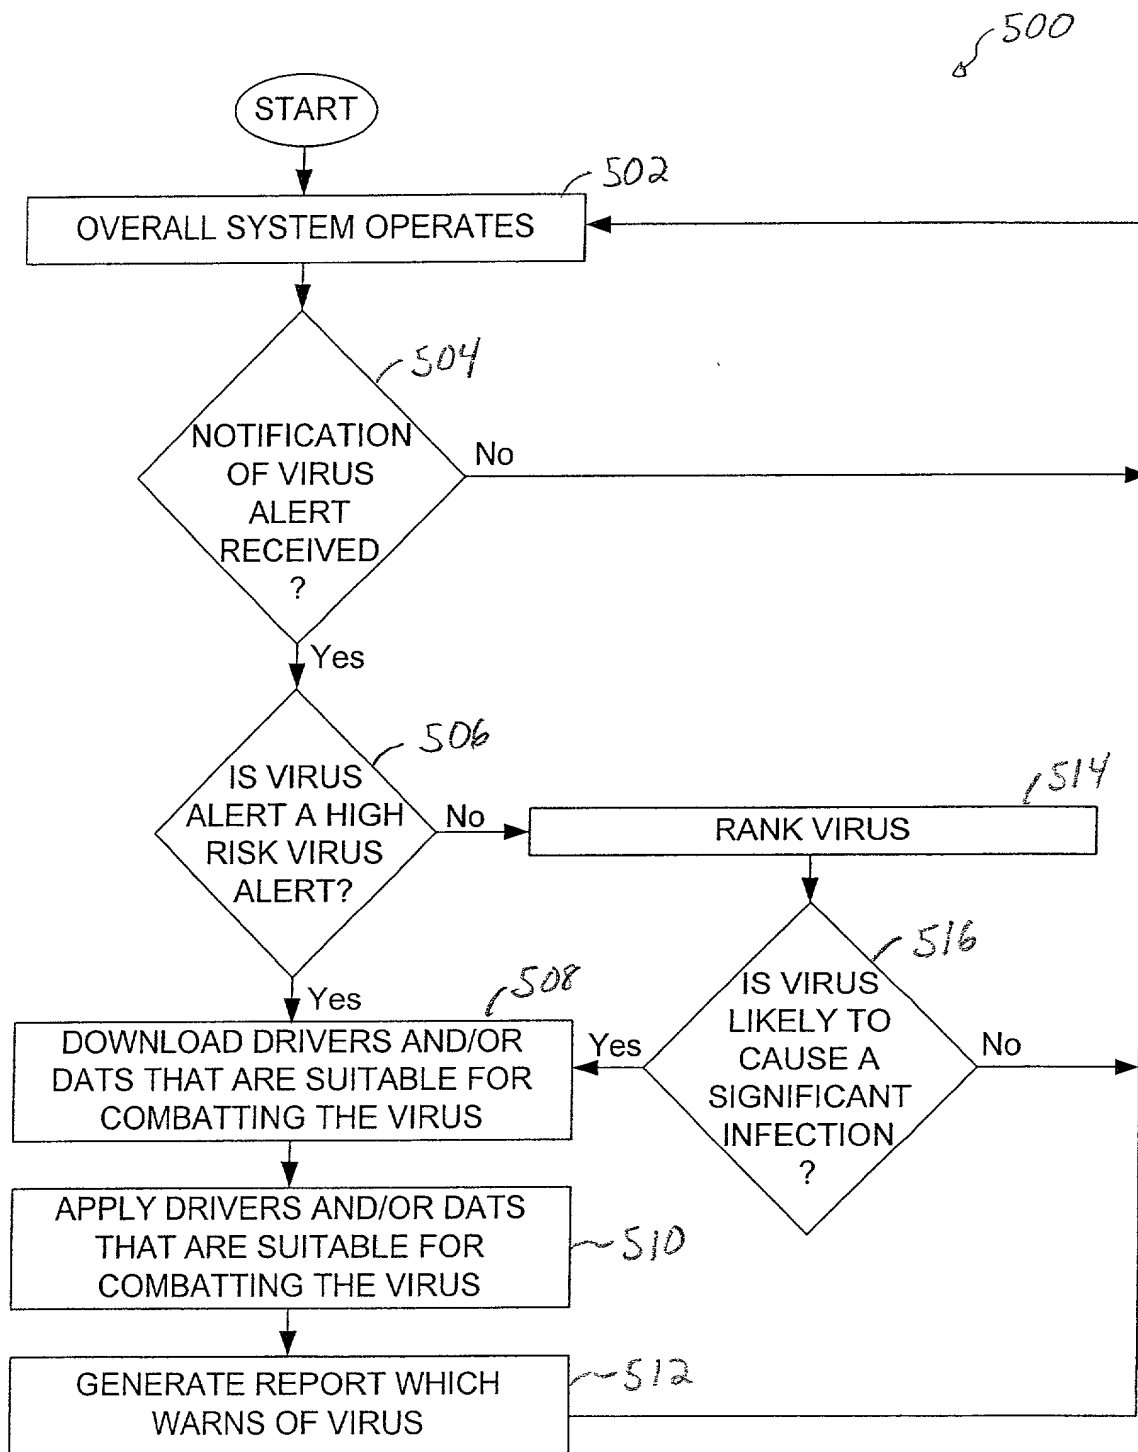 500
START
502
OVERALL SYSTEM OPERATES
504
NOTIFICATION
OF VIRUS
ALERT
RECEIVED
?
No
Yes
506
IS VIRUS
ALERT A HIGH
RISK VIRUS
ALERT?
No
514
RANK VIRUS
516
IS VIRUS
LIKELY TO
CAUSE A
SIGNIFICANT
INFECTION
?
Yes
No
Yes
508
DOWNLOAD DRIVERS AND/OR
DATS THAT ARE SUITABLE FOR
COMBATTING THE VIRUS
APPLY DRIVERS AND/OR DATS
THAT ARE SUITABLE FOR
COMBATTING THE VIRUS
510
GENERATE REPORT WHICH
WARNS OF VIRUS
512